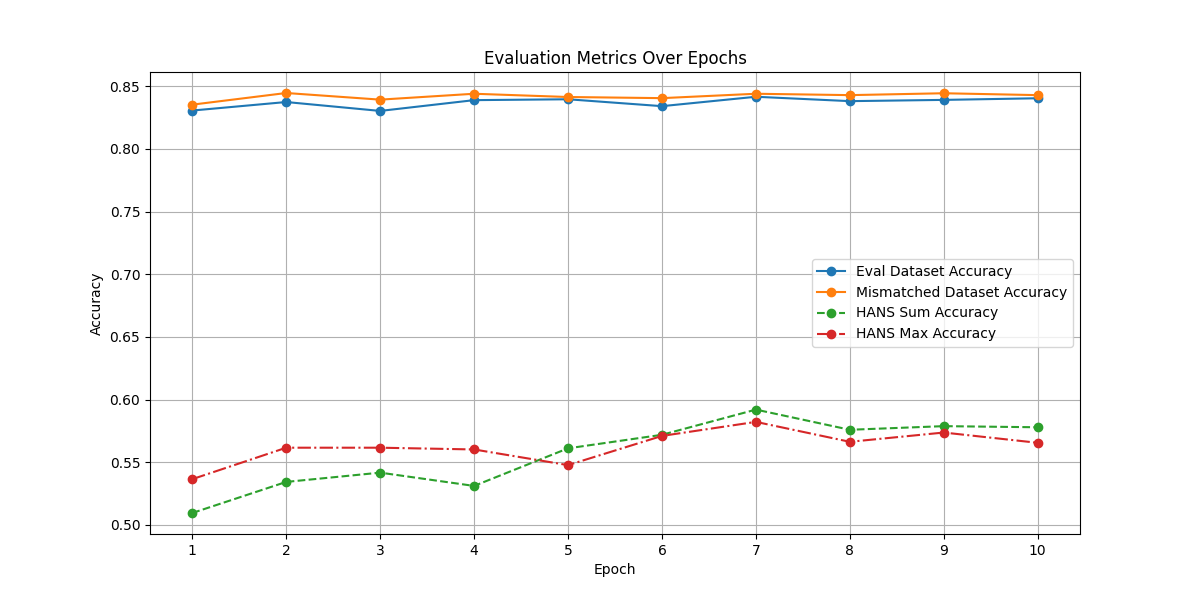 Evaluation Metrics Over Epochs
0.85
0.80
0.75
0.70
0.65
0.60
0.55
0.50
Accuracy
Eval Dataset Accuracy
Mismatched Dataset Accuracy
HANS Sum Accuracy
HANS Max Accuracy
1 2 3 4 5 6 7 8 9 10
Epoch